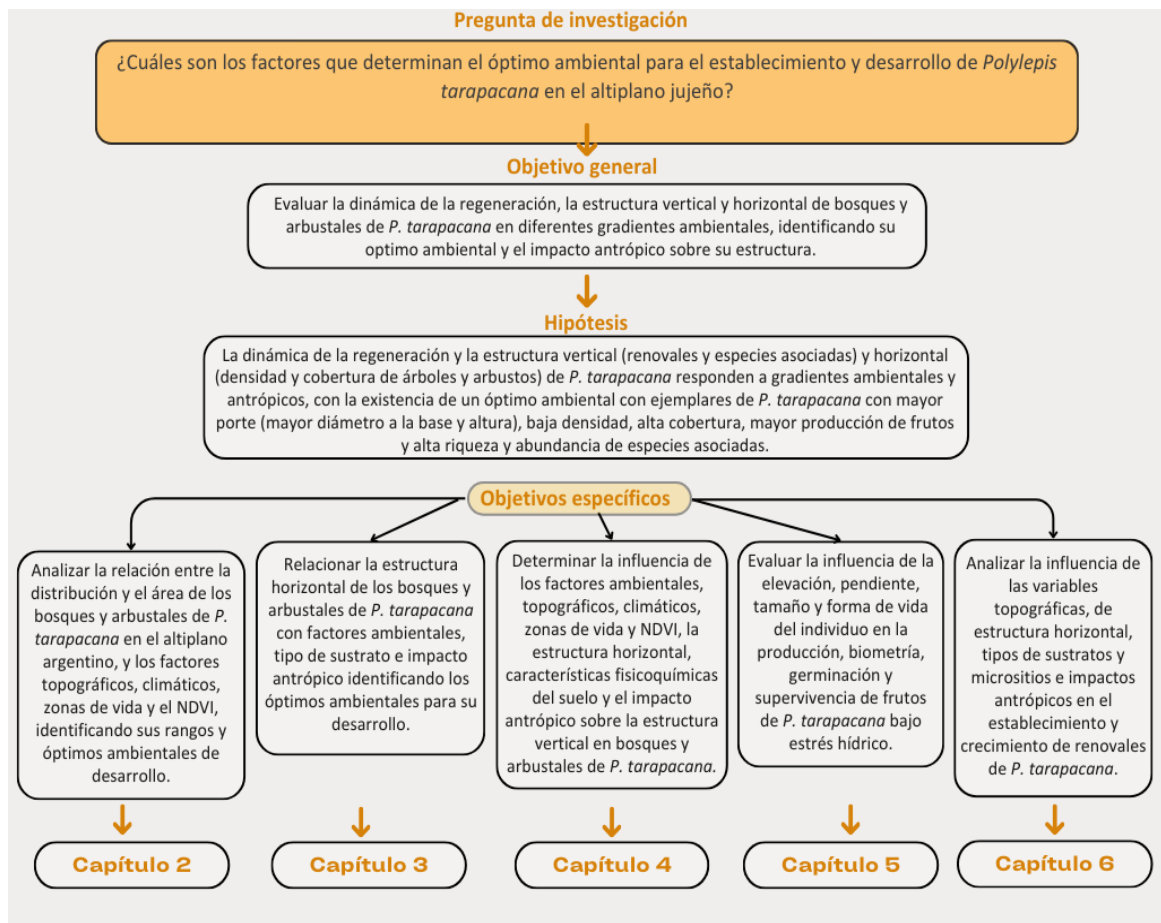 Pregunta de investigación
¿Cuáles son los factores que determinan el óptimo ambiental para el establecimiento y desarrollo de Polylepis
tarapacana en el altiplano jujeño?
Objetivo general
Evaluar la dinámica de la regeneración, la estructura vertical y horizontal de bosques y
arbustales de P. tarapacana en diferentes gradientes ambientales, identificando su
optimo ambiental y el impacto antrópico sobre su estructura.
Hipótesis
La dinámica de la regeneración y la estructura vertical (renovales y especies asociadas) y horizontal
(densidad y cobertura de árboles y arbustos) de P. tarapacana responden a gradientes ambientales y
antrópicos, con la existencia de un óptimo ambiental con ejemplares de P. tarapacana con mayor
porte (mayor diámetro a la base y altura), baja densidad, alta cobertura, mayor producción de frutos
y alta riqueza y abundancia de especies asociadas.
Objetivos específicos
Analizar la relación entre la
distribución y el área de los
bosques y arbustales de P.
tarapacana en el altiplano
argentino, y los factores
topográficos, climáticos,
zonas de vida y el NDVI,
identificando sus rangos y
óptimos ambientales de
desarrollo.
Relacionar la estructura
horizontal de los bosques y
arbustales de P. tarapacana
con factores ambientales,
tipo de sustrato e impacto
antrópico identificando los
óptimos ambientales para su
desarrollo.
Determinar la influencia de
los factores ambientales,
topográficos, climáticos,
zonas de vida y NDVI, la
estructura horizontal,
características fisicoquímicas
del suelo y el impacto
antrópico sobre la estructura
vertical en bosques y
arbustales de P. tarapacana.
Evaluar la influencia de la
elevación, pendiente,
tamaño y forma de vida
del individuo en la
producción, biometría,
germinación y
supervivencia de frutos
de P. tarapacana bajo
estrés hídrico.
Analizar la influencia de
las variables
topográficas, de
estructura horizontal,
tipos de sustratos y
micrositios e impactos
antrópicos en el
establecimiento y
crecimiento de renovales
de P. tarapacana.
Capítulo 2
Capítulo 3
Capítulo 4
Capítulo 5
Capítulo 6